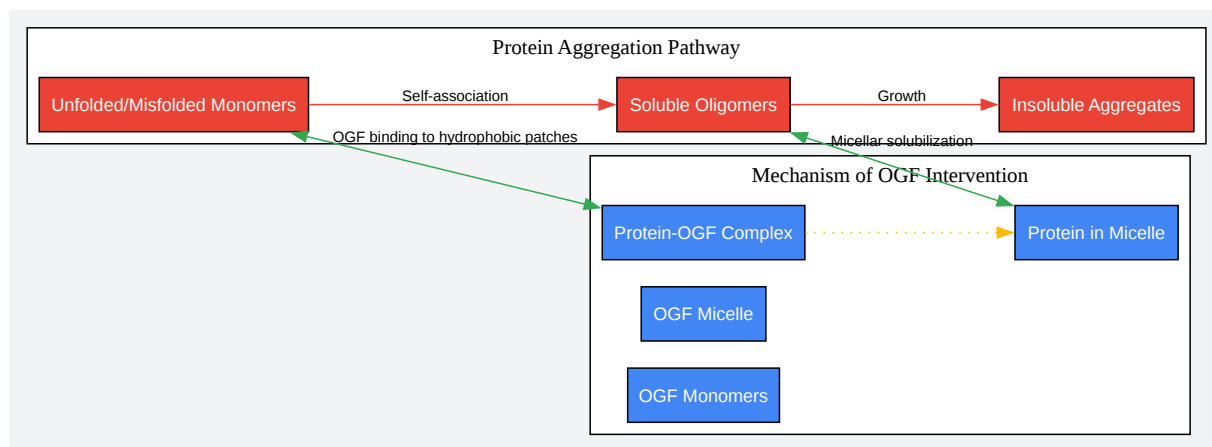 Protein Aggregation Pathway
Unfolded/Misfolded Monomers
Self-association
Soluble Oligomers
Growth
Insoluble Aggregates
OGF binding to hydrophobic patches
Micellar solubilization
Mechanism of OGF Intervention
Protein-OGF Complex
Protein in Micelle
OGF Micelle
OGF Monomers